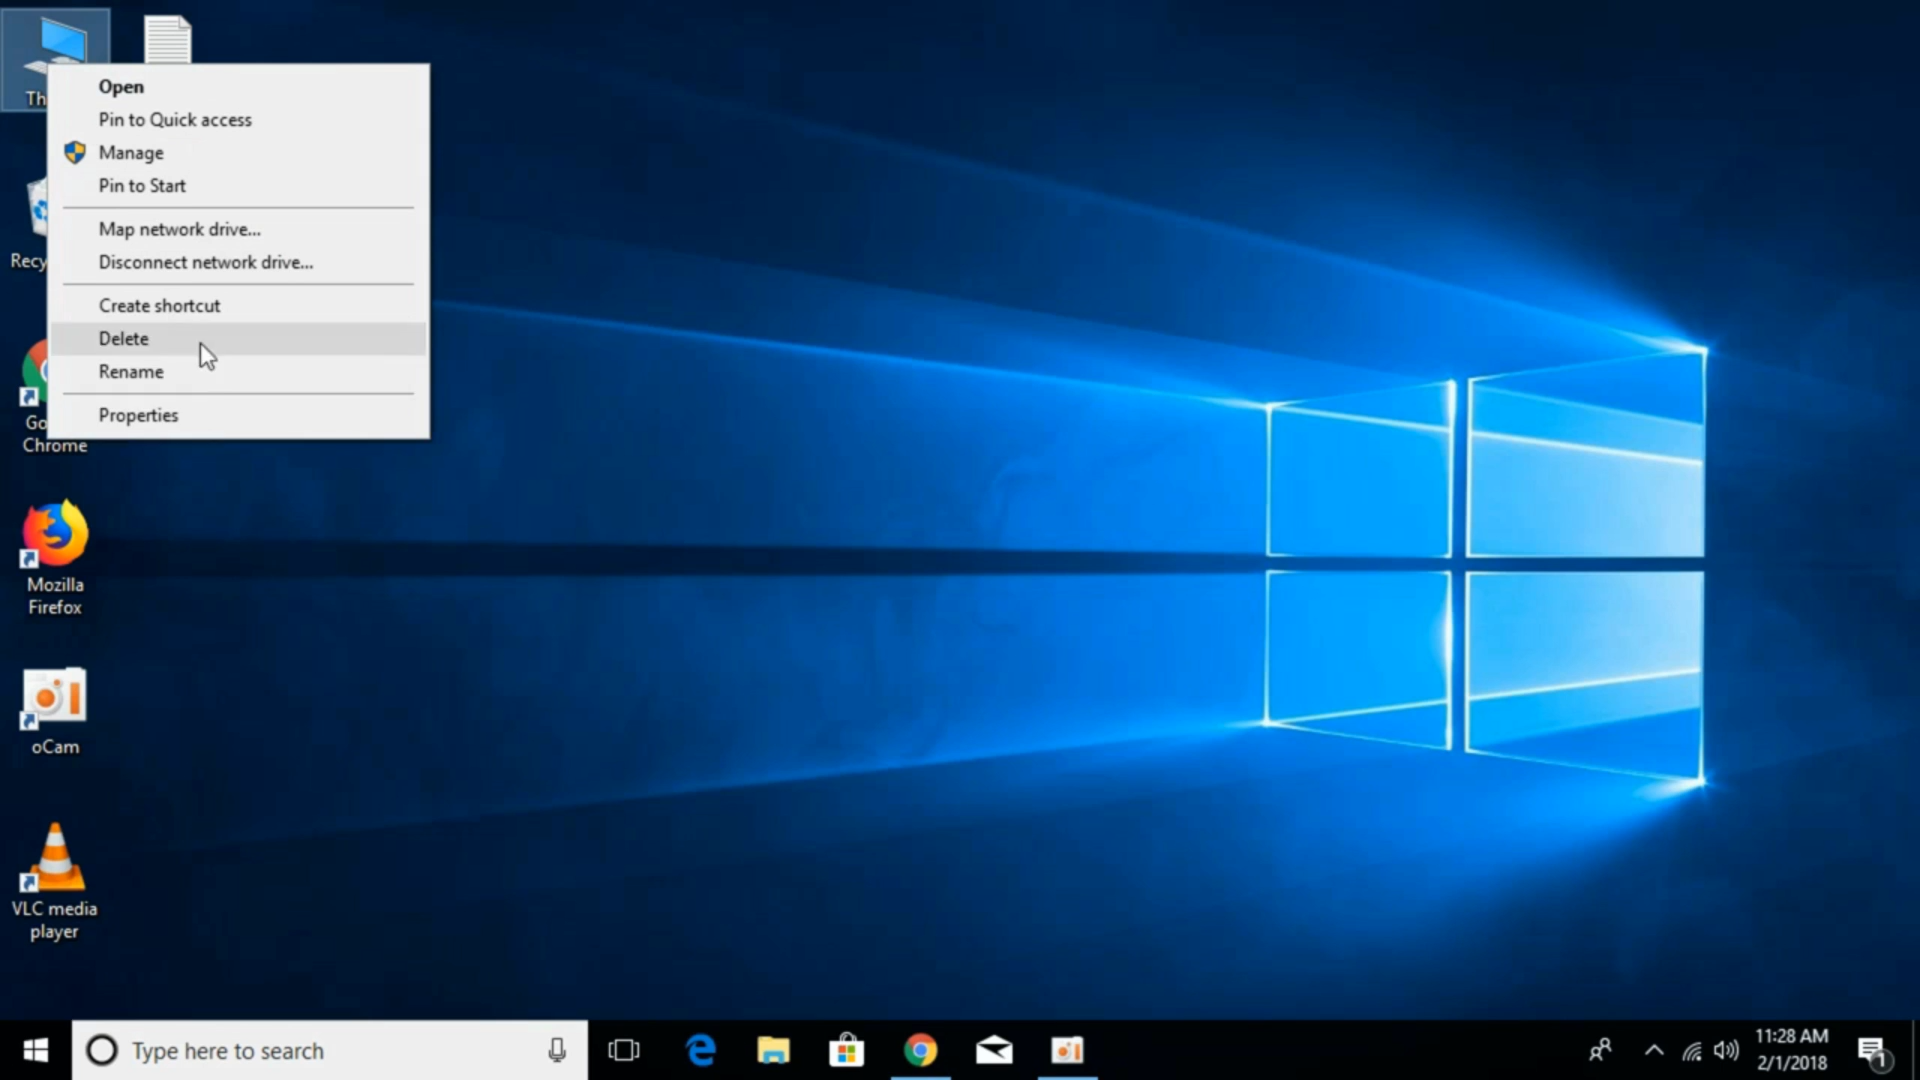 Th
Open
Pin to Quick access
Manage
Pin to Start
Map network drive...
Disconnect network drive...
Create shortcut
Delete
Rename
Properties
Recy
Go
Chrome
Mozilla
Firefox
oCam
VLC media
player
Type here to search
11:28 AM
2/1/2018
1